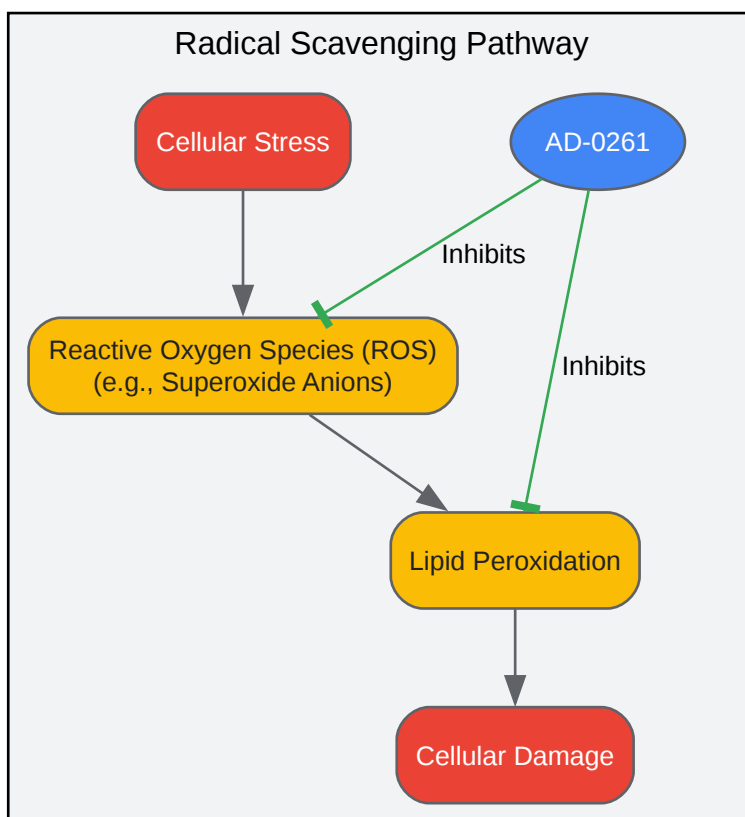 Radical Scavenging Pathway
Cellular Stress
AD-0261
Inhibits
Reactive Oxygen Species (ROS)
(e.g., Superoxide Anions)
Inhibits
Lipid Peroxidation
Cellular Damage